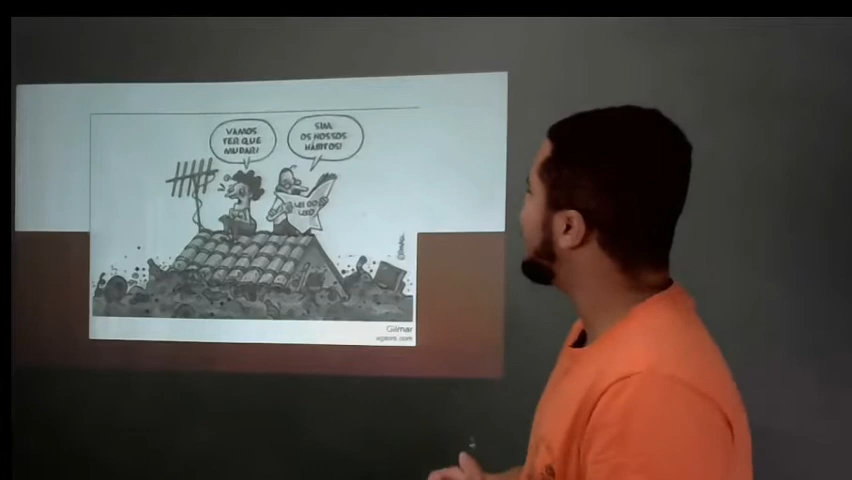 VAMOS
TER QUE
MUDAR!
SIM,
OS NOSSOS
HÁBITOS!
LEI DO
LIXO
Gilmar